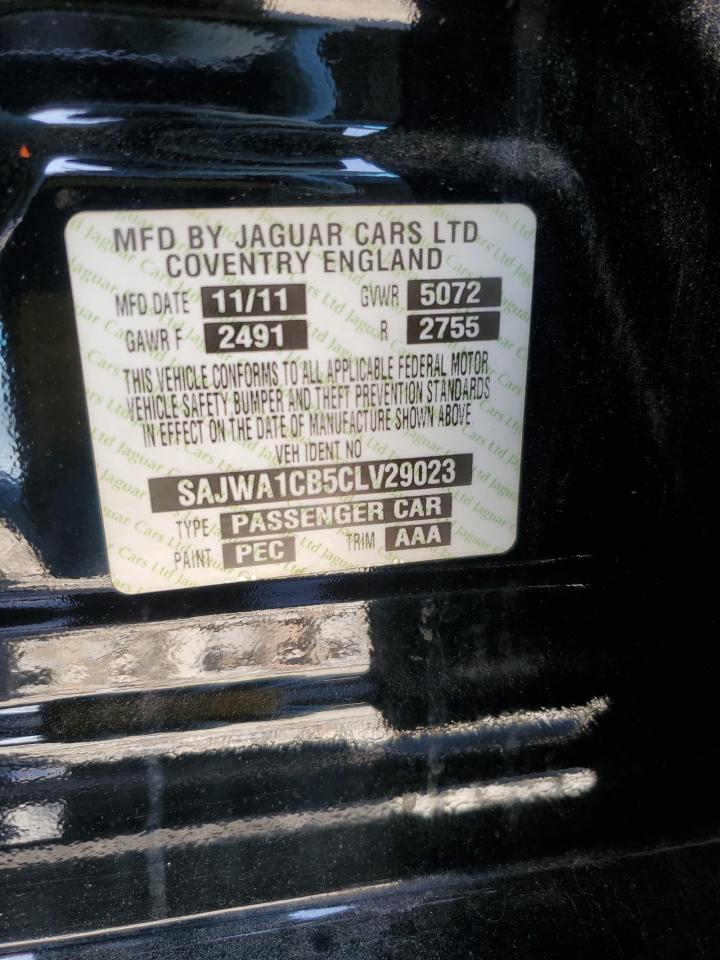 MFD BY JAGUAR CARS LTD
COVENTRY ENGLAND
MFD DATE 11/11 GVWR 5072
GAWR F 2491 R 2755
THIS VEHICLE CONFORMS TO ALL APPLICABLE FEDERAL MOTOR
VEHICLE SAFETY, BUMPER AND THEFT PREVENTION STANDARDS
IN EFFECT ON THE DATE OF MANUFACTURE SHOWN ABOVE
VEH IDENT NO
SAJWA1CB5CLV29023
TYPE PASSENGER CAR
PAINT PEC TRIM AAA